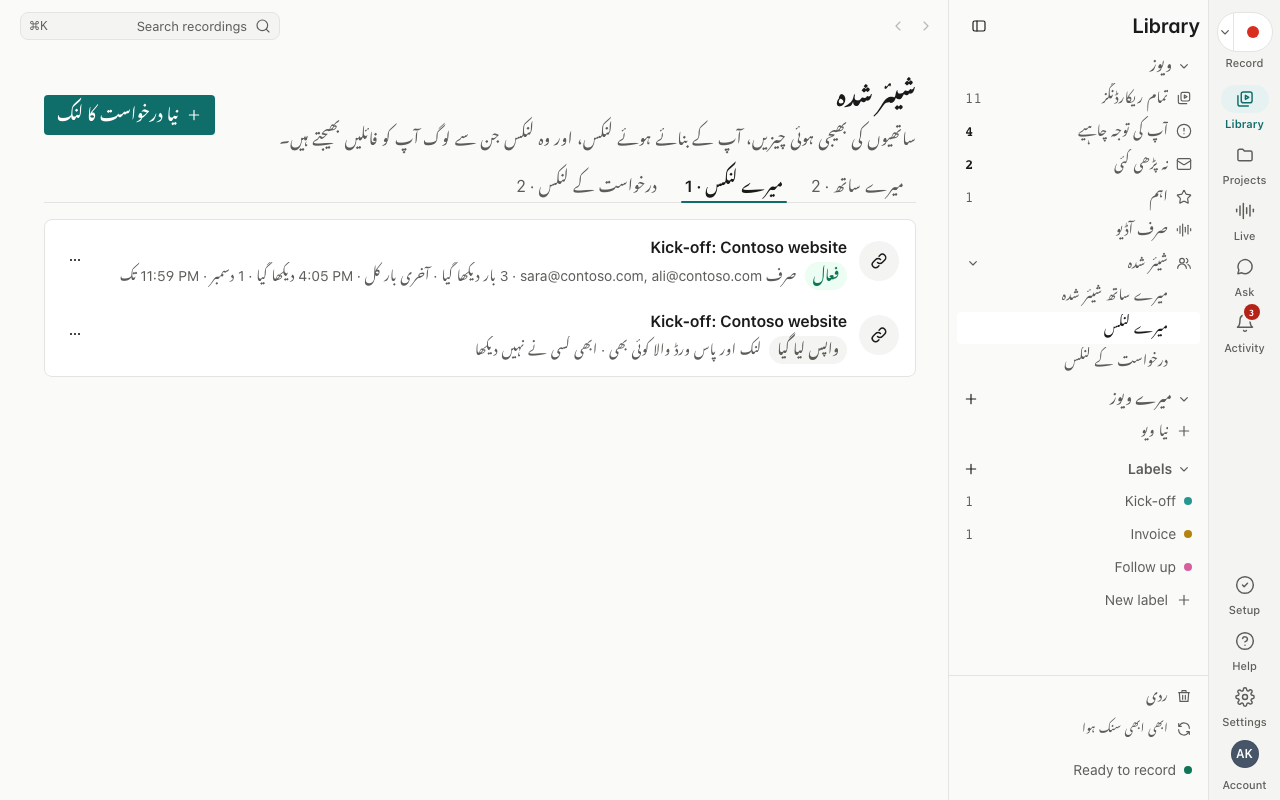 Record
Library
Projects
Live
Ask
3
Activity
Setup
Help
Settings
AK
Account
Library
ویوز
تمام ریکارڈنگز 11
آپ کی توجہ چاہیے 4
نہ پڑھی گئی 2
اہم 1
صرف آڈیو
شیئر شدہ
میرے ساتھ شیئر شدہ
میرے لنکس
درخواست کے لنکس
میرے ویوز +
+ نیا ویو
Labels +
Kick-off 1
Invoice 1
Follow up
+ New label
ردی
ابھی ابھی سنک ہوا
Ready to record
⌘K Search recordings
شیئر شدہ
+ نیا درخواست کا لنک
ساتھیوں کی بھیجی ہوئی چیزیں، آپ کے بنائے ہوئے لنکس، اور وہ لنکس جن سے لوگ آپ کو فائلیں بھیجتے ہیں۔
میرے ساتھ · 2 میرے لنکس · 1 درخواست کے لنکس · 2
Kick-off: Contoso website
فعال صرف sara@contoso.com, ali@contoso.com · 3 بار دیکھا گیا · آخری بار کل 4:05 PM دیکھا گیا · 1 دسمبر · 11:59 PM تک
...
Kick-off: Contoso website
واپس لیا گیا لنک اور پاس ورڈ والا کوئی بھی · ابھی کسی نے نہیں دیکھا
...